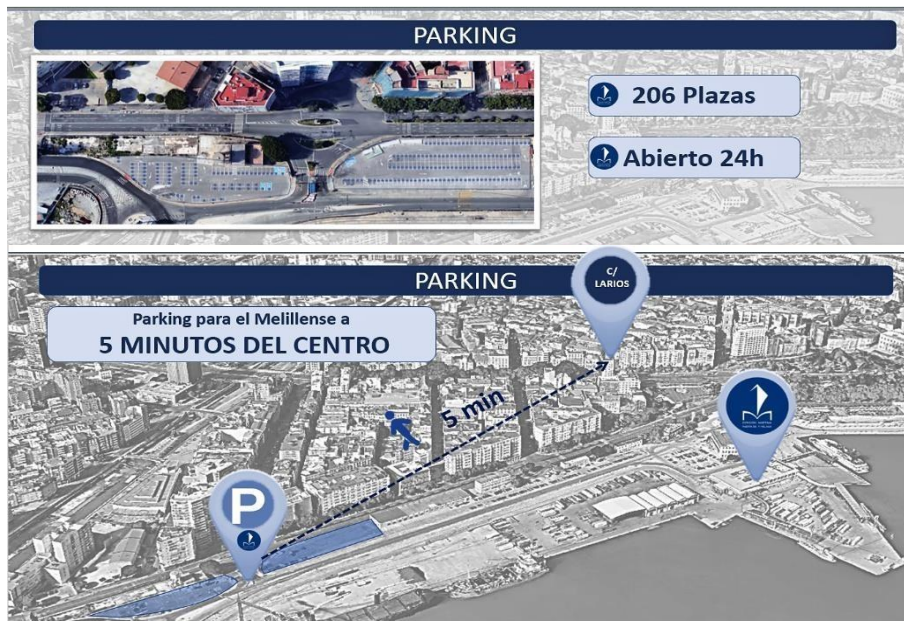 PARKING
206 Plazas
Abierto 24h
PARKING
C/
LARIOS
Parking para el Melillense a
5 MINUTOS DEL CENTRO
5 min
P